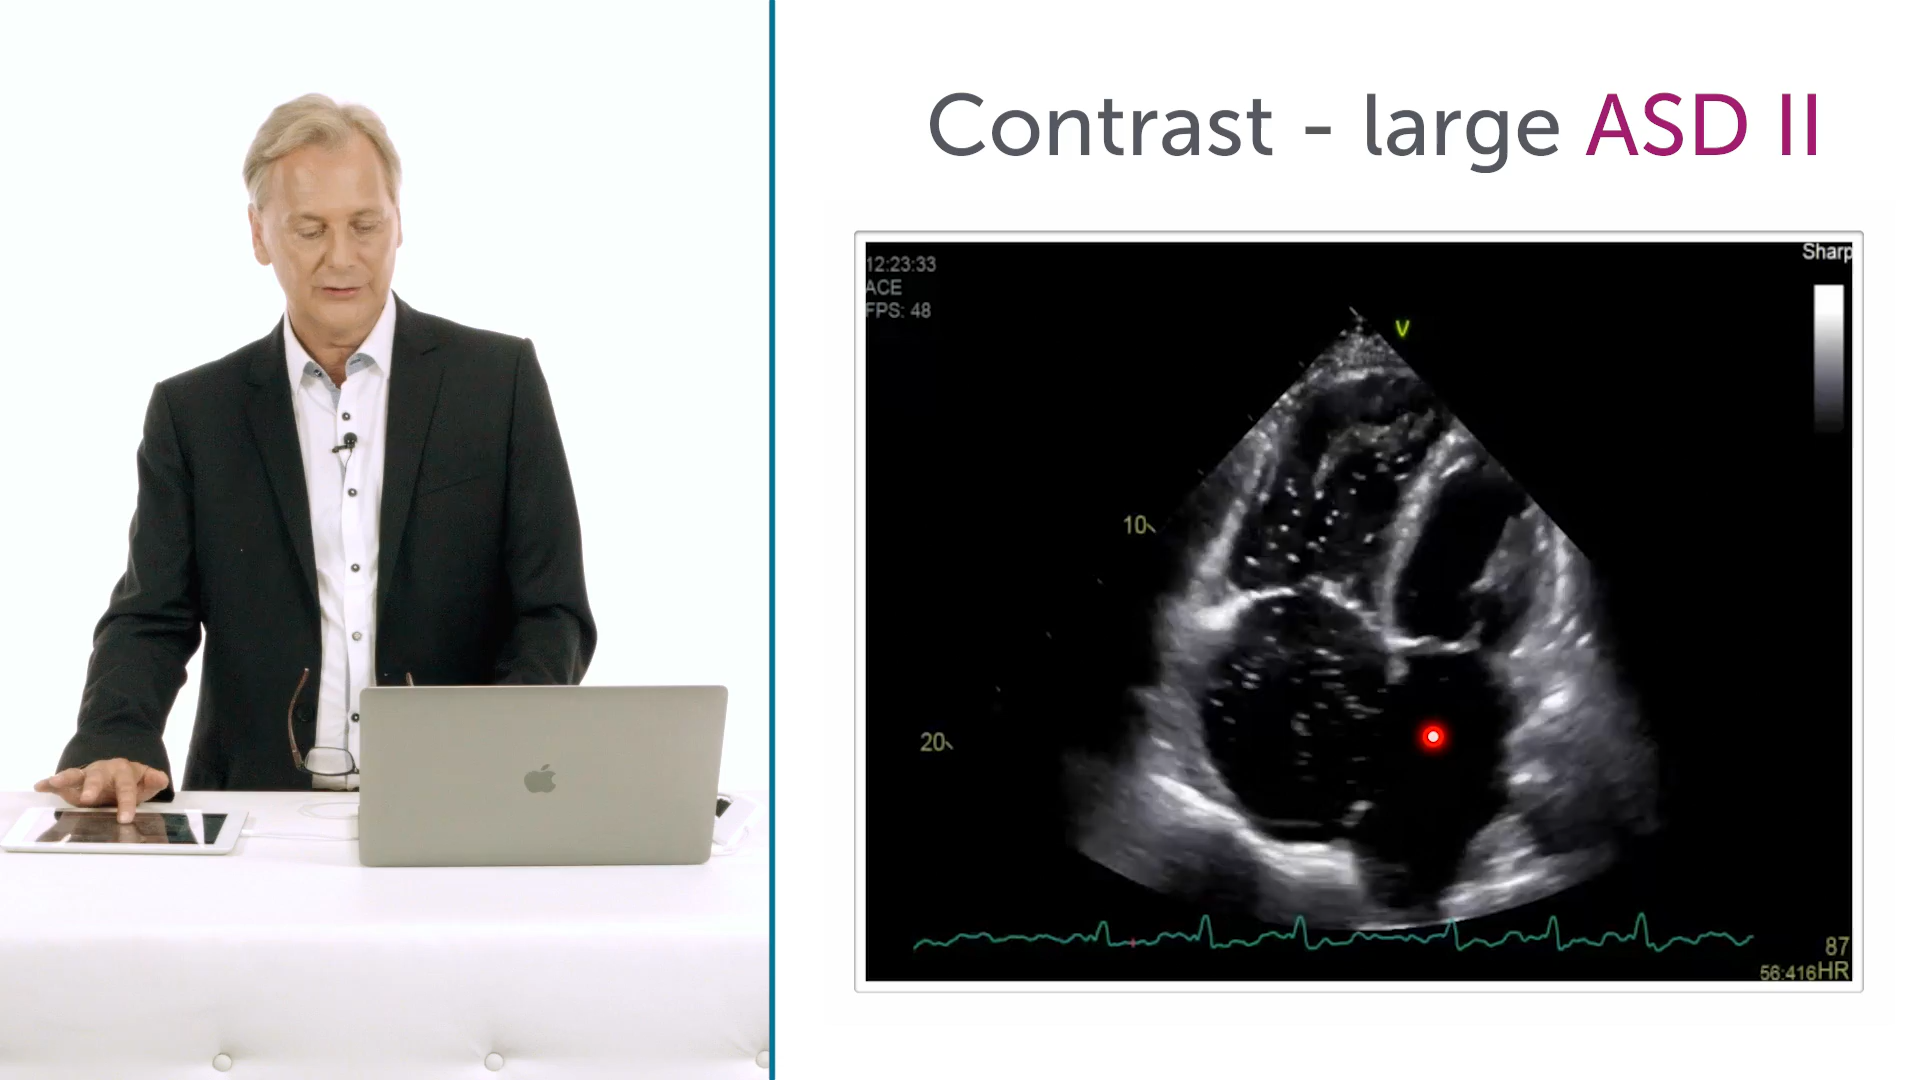 Contrast - large ASD II
12:23:33
ACE
FPS: 48
Sharp
V
10
20
87
56:416HR